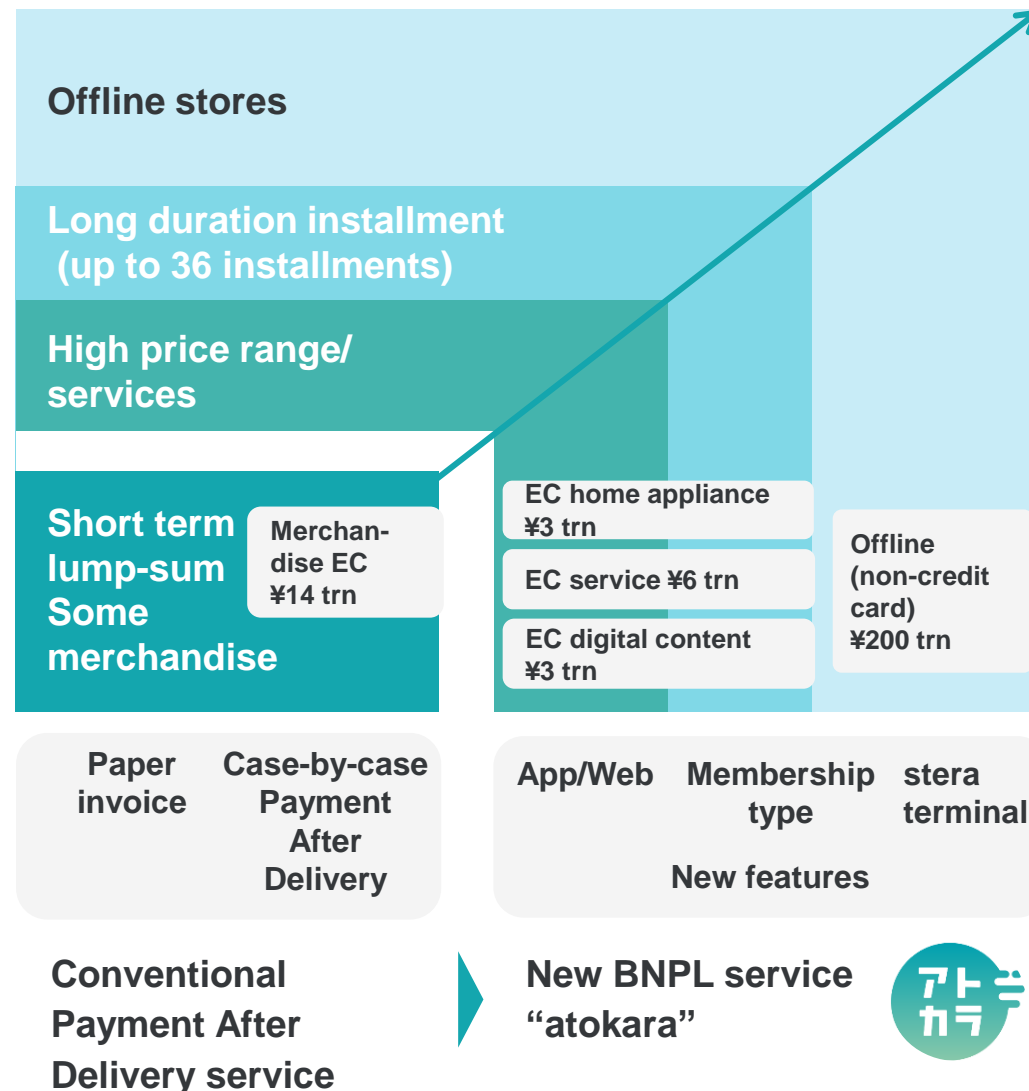 Offline stores
Long duration installment
(up to 36 installments)
High price range/
services
Short term
lump-sum
Some
merchandise
Merchan-
dise EC
¥14 trn
EC home appliance
¥3 trn
EC service ¥6 trn
EC digital content
¥3 trn
Offline
(non-credit
card)
¥200 trn
Paper
invoice
Case-by-case
Payment
After
Delivery
App/Web
Membership
type
stera
terminal
New features
Conventional
Payment After
Delivery service
New BNPL service
“atokara”
アト
カラ